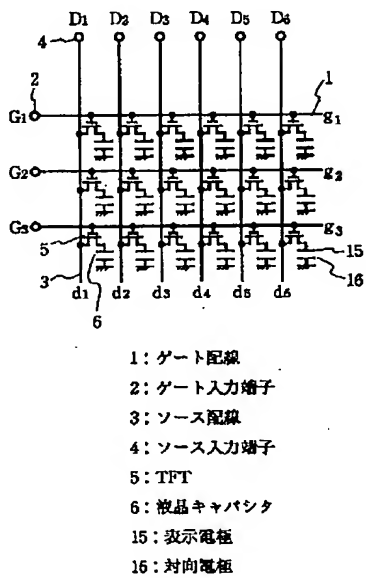 D1 D2 D3 D4 D5 D6
4
2
1
G1 g1
G2 g2
G3 g3
5
15
16
3
6
d1 d2 d3 d4 d5 d6
1：ゲート配線
2：ゲート入力端子
3：ソース配線
4：ソース入力端子
5：TFT
6：液晶キャパシタ
15：表示電極
16：対向電極